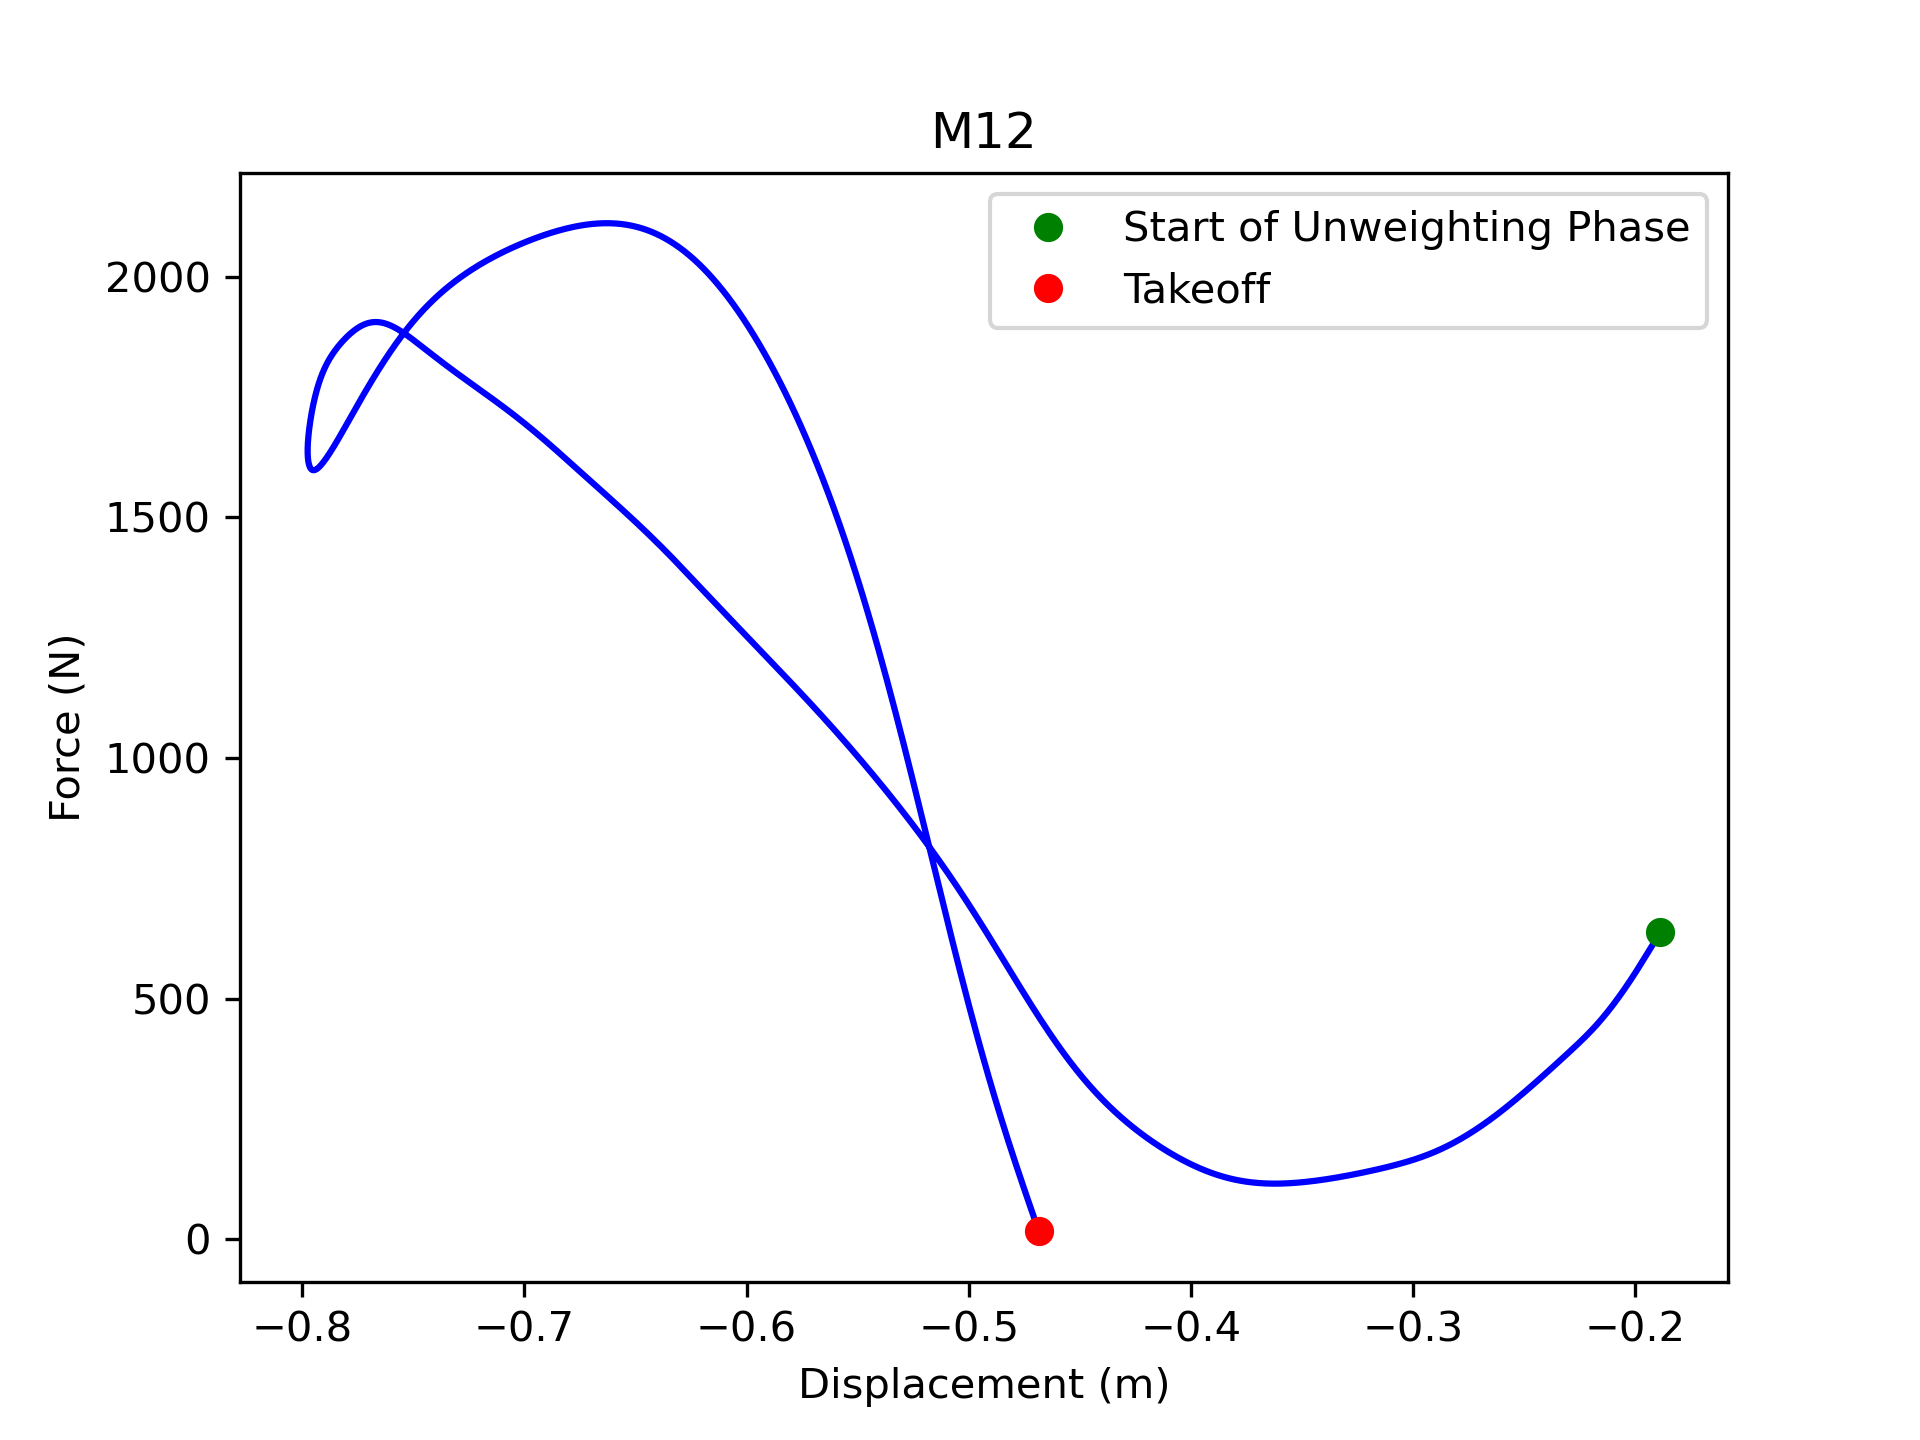 M12
Start of Unweighting Phase
Takeoff
2000
1500
1000
500
0
Force (N)
−0.8 −0.7 −0.6 −0.5 −0.4 −0.3 −0.2
Displacement (m)